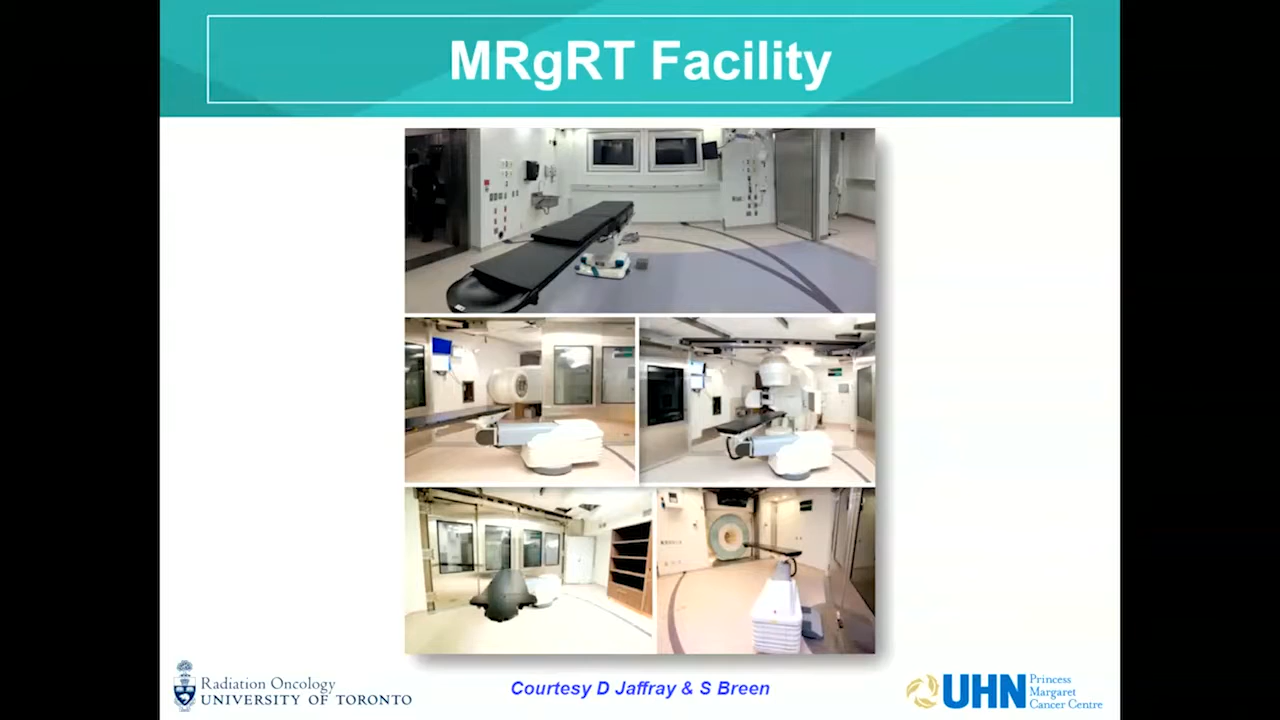 MRgRT Facility
Courtesy D Jaffray & S Breen
Radiation Oncology
UNIVERSITY OF TORONTO
UHN
Princess
Margaret
Cancer Centre